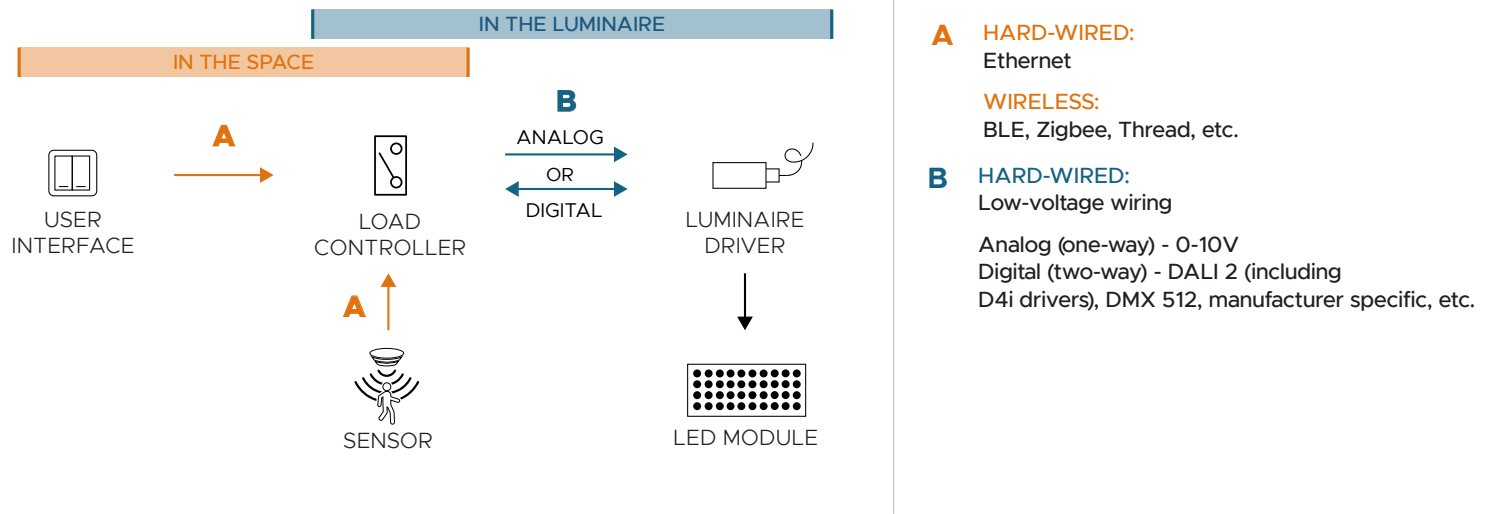 IN THE LUMINAIRE
IN THE SPACE
A
B
ANALOG
OR
DIGITAL
USER
INTERFACE
LOAD
CONTROLLER
LUMINAIRE
DRIVER
A
SENSOR
LED MODULE
A HARD-WIRED:
Ethernet
WIRELESS:
BLE, Zigbee, Thread, etc.
B HARD-WIRED:
Low-voltage wiring
Analog (one-way) - 0-10V
Digital (two-way) - DALI 2 (including
D4i drivers), DMX 512, manufacturer specific, etc.